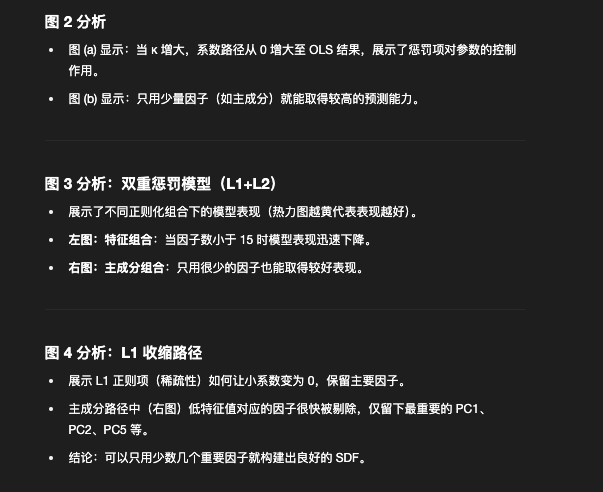 图 2 分析
• 图 (a) 显示：当 κ 增大，系数路径从 0 增大至 OLS 结果，展示了惩罚项对参数的控制
作用。
• 图 (b) 显示：只用少量因子（如主成分）就能取得较高的预测能力。
图 3 分析：双重惩罚模型（L1+L2）
• 展示了不同正则化组合下的模型表现（热力图越黄代表表现越好）。
• 左图：特征组合：当因子数小于 15 时模型表现迅速下降。
• 右图：主成分组合：只用很少的因子也能取得较好表现。
图 4 分析：L1 收缩路径
• 展示 L1 正则项（稀疏性）如何让小系数变为 0，保留主要因子。
• 主成分路径中（右图）低特征值对应的因子很快被剔除，仅留下最重要的 PC1、
PC2、PC5 等。
• 结论：可以只用少数几个重要因子就构建出良好的 SDF。